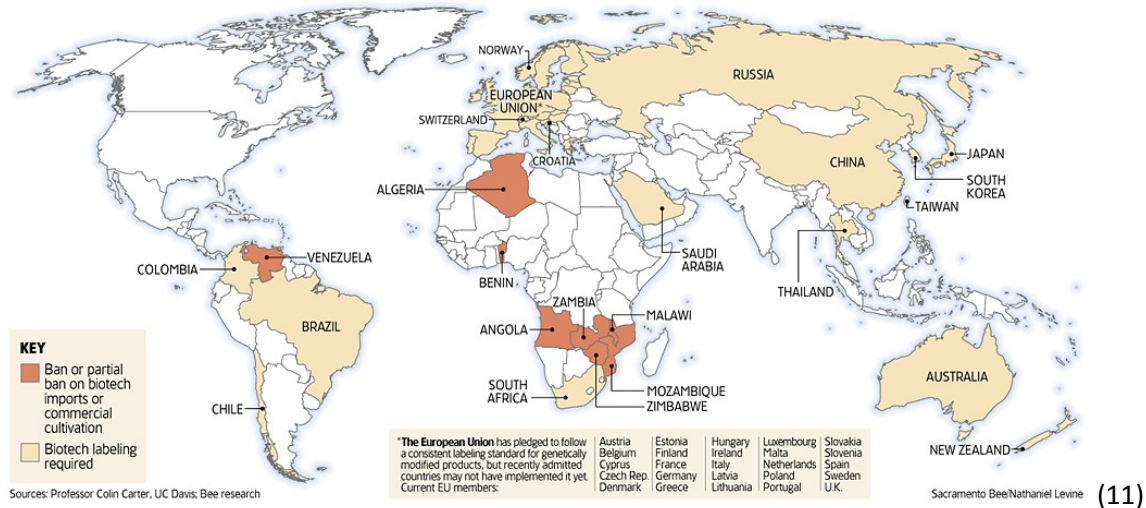 NORWAY
RUSSIA
EUROPEAN
UNION*
SWITZERLAND
CROATIA
CHINA
JAPAN
SOUTH
KOREA
TAIWAN
ALGERIA
SAUDI
ARABIA
THAILAND
VENEZUELA
COLOMBIA
BENIN
ZAMBIA
MALAWI
ANGOLA
BRAZIL
MOZAMBIQUE
ZIMBABWE
SOUTH
AFRICA
CHILE
AUSTRALIA
NEW ZEALAND
KEY
Ban or partial
ban on biotech
imports or
commercial
cultivation
Biotech labeling
required
*The European Union has pledged to follow
a consistent labeling standard for genetically
modified products, but recently admitted
countries may not have implemented it yet.
Current EU members:
Austria
Belgium
Cyprus
Czech Rep.
Denmark
Estonia
Finland
France
Germany
Greece
Hungary
Ireland
Italy
Latvia
Lithuania
Luxembourg
Malta
Netherlands
Poland
Portugal
Slovakia
Slovenia
Spain
Sweden
U.K.
Sources: Professor Colin Carter, UC Davis; Bee research
Sacramento Bee/Nathaniel Levine
(11)